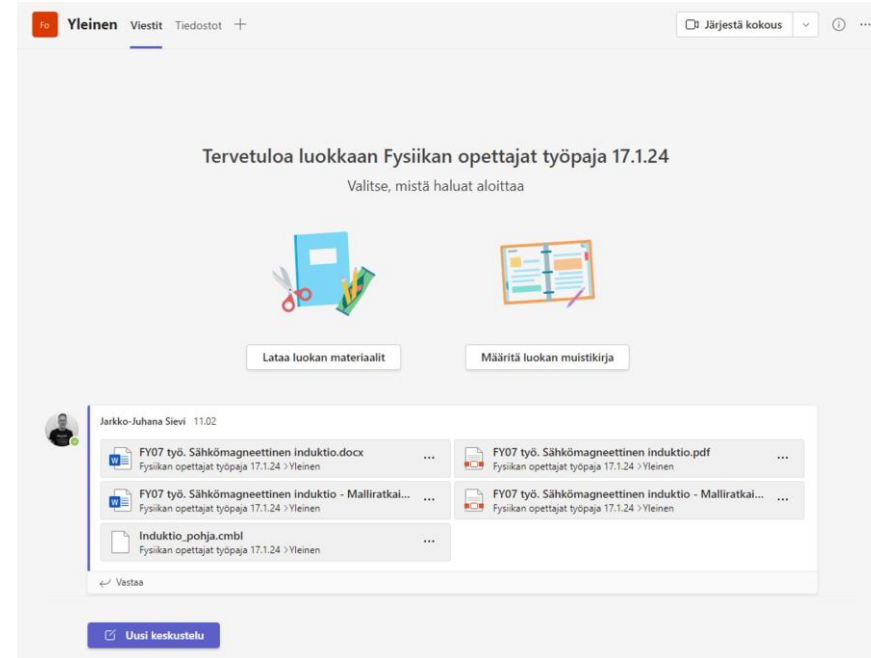 Fo Yleinen Viestit Tiedostot
Järjestä kokous
Tervetuloa luokkaan Fysiikan opettajat työpaja 17.1.24
Valitse, mistä haluat aloittaa
Lataa luokan materiaalit
Määritä luokan muistikirja
Jarkko-Juhana Sievi 11.02
FY07 työ. Sähkömagneettinen induktio.docx
Fysiikan opettajat työpaja 17.1.24 >Yleinen
FY07 työ. Sähkömagneettinen induktio.pdf
Fysiikan opettajat työpaja 17.1.24 >Yleinen
FY07 työ. Sähkömagneettinen induktio - Malliratkai...
Fysiikan opettajat työpaja 17.1.24 >Yleinen
FY07 työ. Sähkömagneettinen induktio - Malliratkai...
Fysiikan opettajat työpaja 17.1.24 >Yleinen
Induktio_pohja.cmbl
Fysiikan opettajat työpaja 17.1.24 >Yleinen
Vastaa
Uusi keskustelu